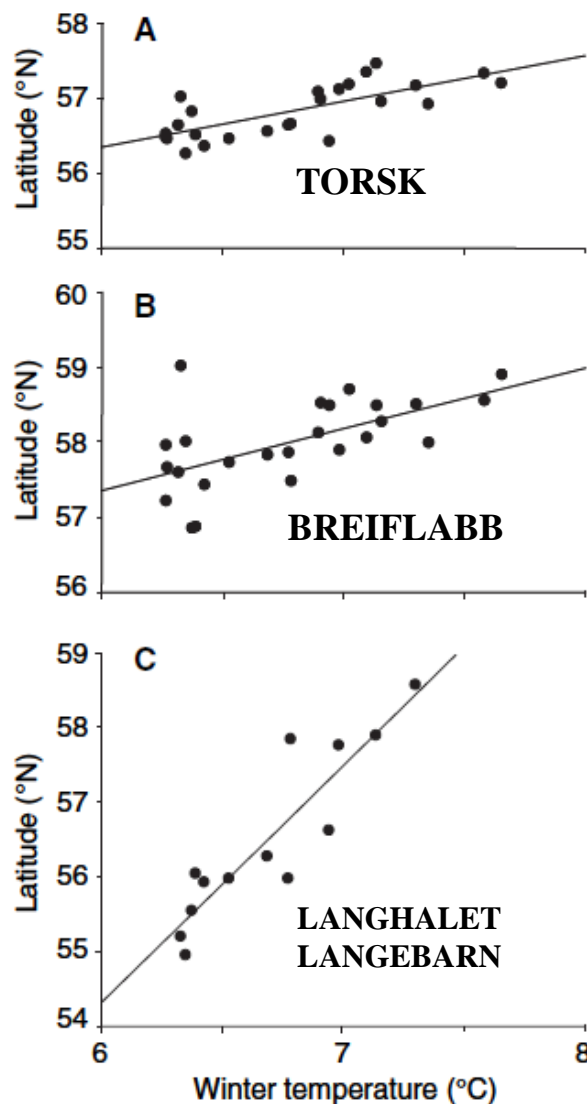 A
58
57
56
55
Latitude (°N)
TORSK
B
60
59
58
57
56
Latitude (°N)
BREIFLABB
C
59
58
57
56
55
54
Latitude (°N)
LANGHALET
LANGEBARN
6
7
8
Winter temperature (°C)